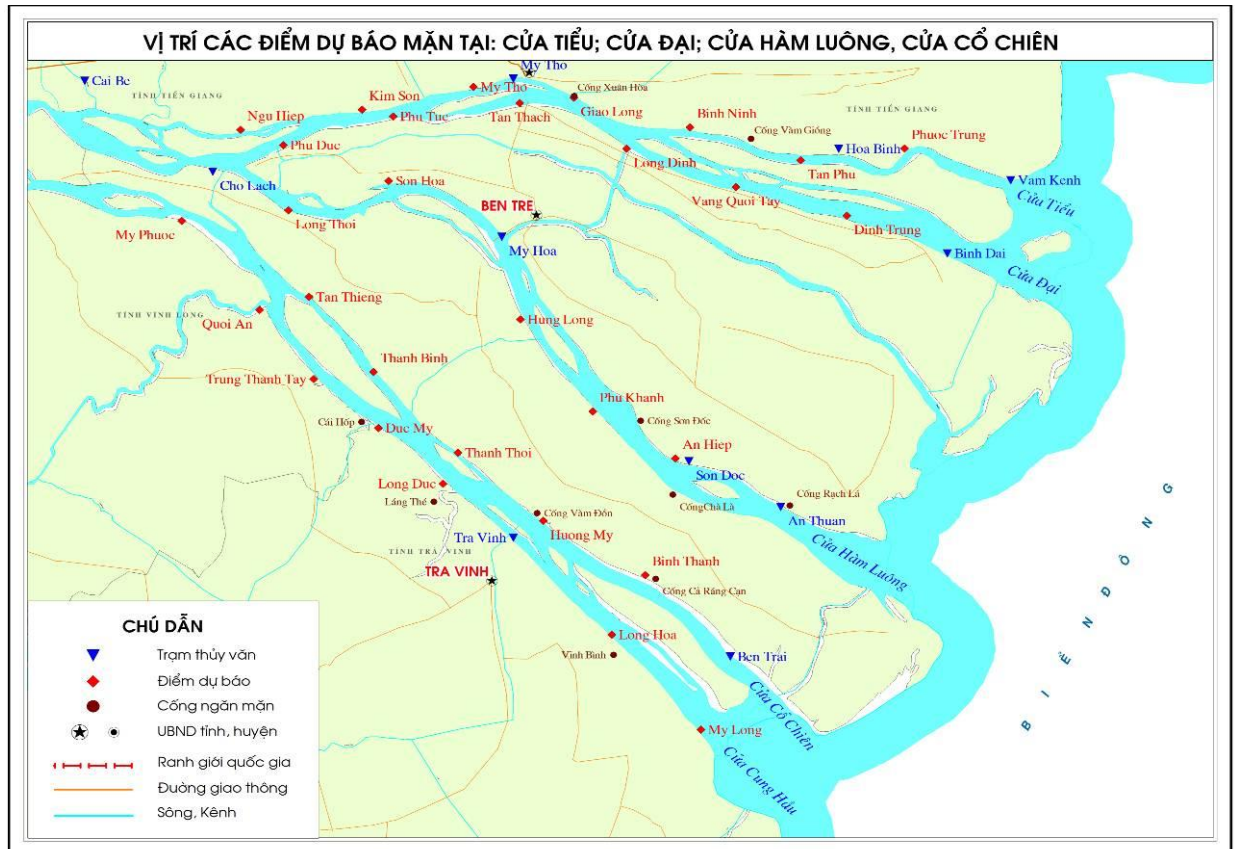 VỊ TRÍ CÁC ĐIỂM DỰ BÁO MẶN TẠI: CỬA TIỂU; CỬA ĐẠI; CỬA HÀM LUÔNG, CỬA CỔ CHIÊN
My Tho
Cai Be
TỈNH TIỀN GIANG
My Tho
Cống Xuân Hòa
Kim Son
Giao Long
TỈNH TIỀN GIANG
Ngu Hiep
Phu Tuc
Tan Thach
Binh Ninh
Cống Vàm Giồng
Phuoc Trung
Phu Duc
Long Dinh
Hoa Binh
Tan Phu
Cho Lach
Son Hoa
Vang Quoi Tay
Vam Kenh
Cửa Tiểu
BEN TRE
Long Thoi
My Phuoc
Dinh Trung
My Hoa
Binh Dai
Cửa Đại
Tan Thieng
TỈNH VĨNH LONG
Quoi An
Hung Long
Thanh Binh
Trung Thanh Tay
Phu Khanh
Cái Hốp
Duc My
Cống Sơn Đốc
An Hiep
Thanh Thoi
Son Doc
Long Duc
Láng Thé
CốngChà Là
Cống Rạch Lá
Cống Vàm Đồn
An Thuan
Huong My
Tra Vinh
TỈNH TRÀ VINH
Cửa Hàm Luông
Binh Thanh
TRA VINH
Cống Cả Ráng Cạn
BIỂN ĐÔNG
Long Hoa
Vĩnh Bình
Ben Trai
Cửa Cổ Chiên
My Long
Cửa Cung Hầu
CHÚ DẪN
Trạm thủy văn
Điểm dự báo
Cống ngăn mặn
UBND tỉnh, huyện
Ranh giới quốc gia
Đuờng giao thông
Sông, Kênh